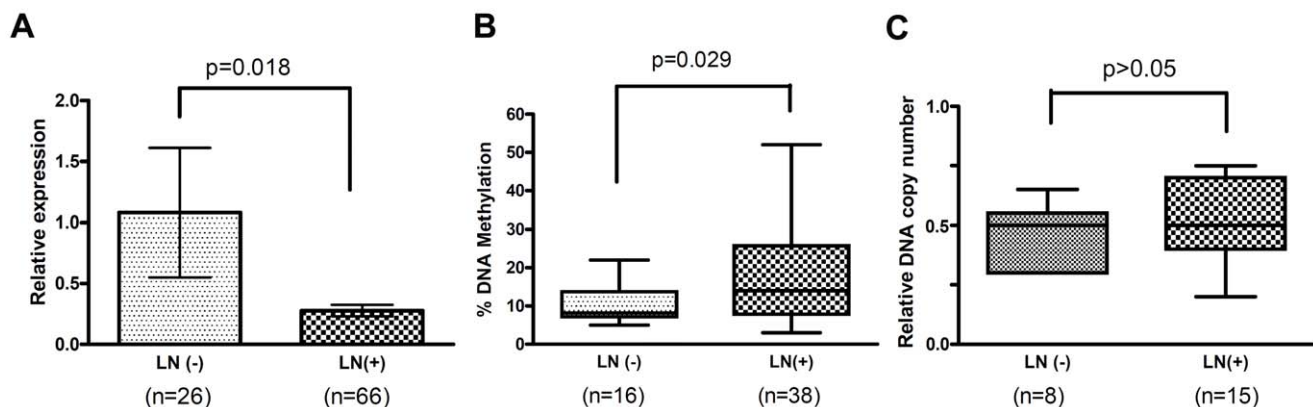 A
p=0.018
Relative expression
2.0
1.5
1.0
0.5
0.0
LN (-)
LN(+)
(n=26)
(n=66)
B
p=0.029
% DNA Methylation
60
50
40
30
20
10
0
LN (-)
LN(+)
(n=16)
(n=38)
C
p>0.05
Relative DNA copy number
1.0
0.5
0.0
LN (-)
LN(+)
(n=8)
(n=15)